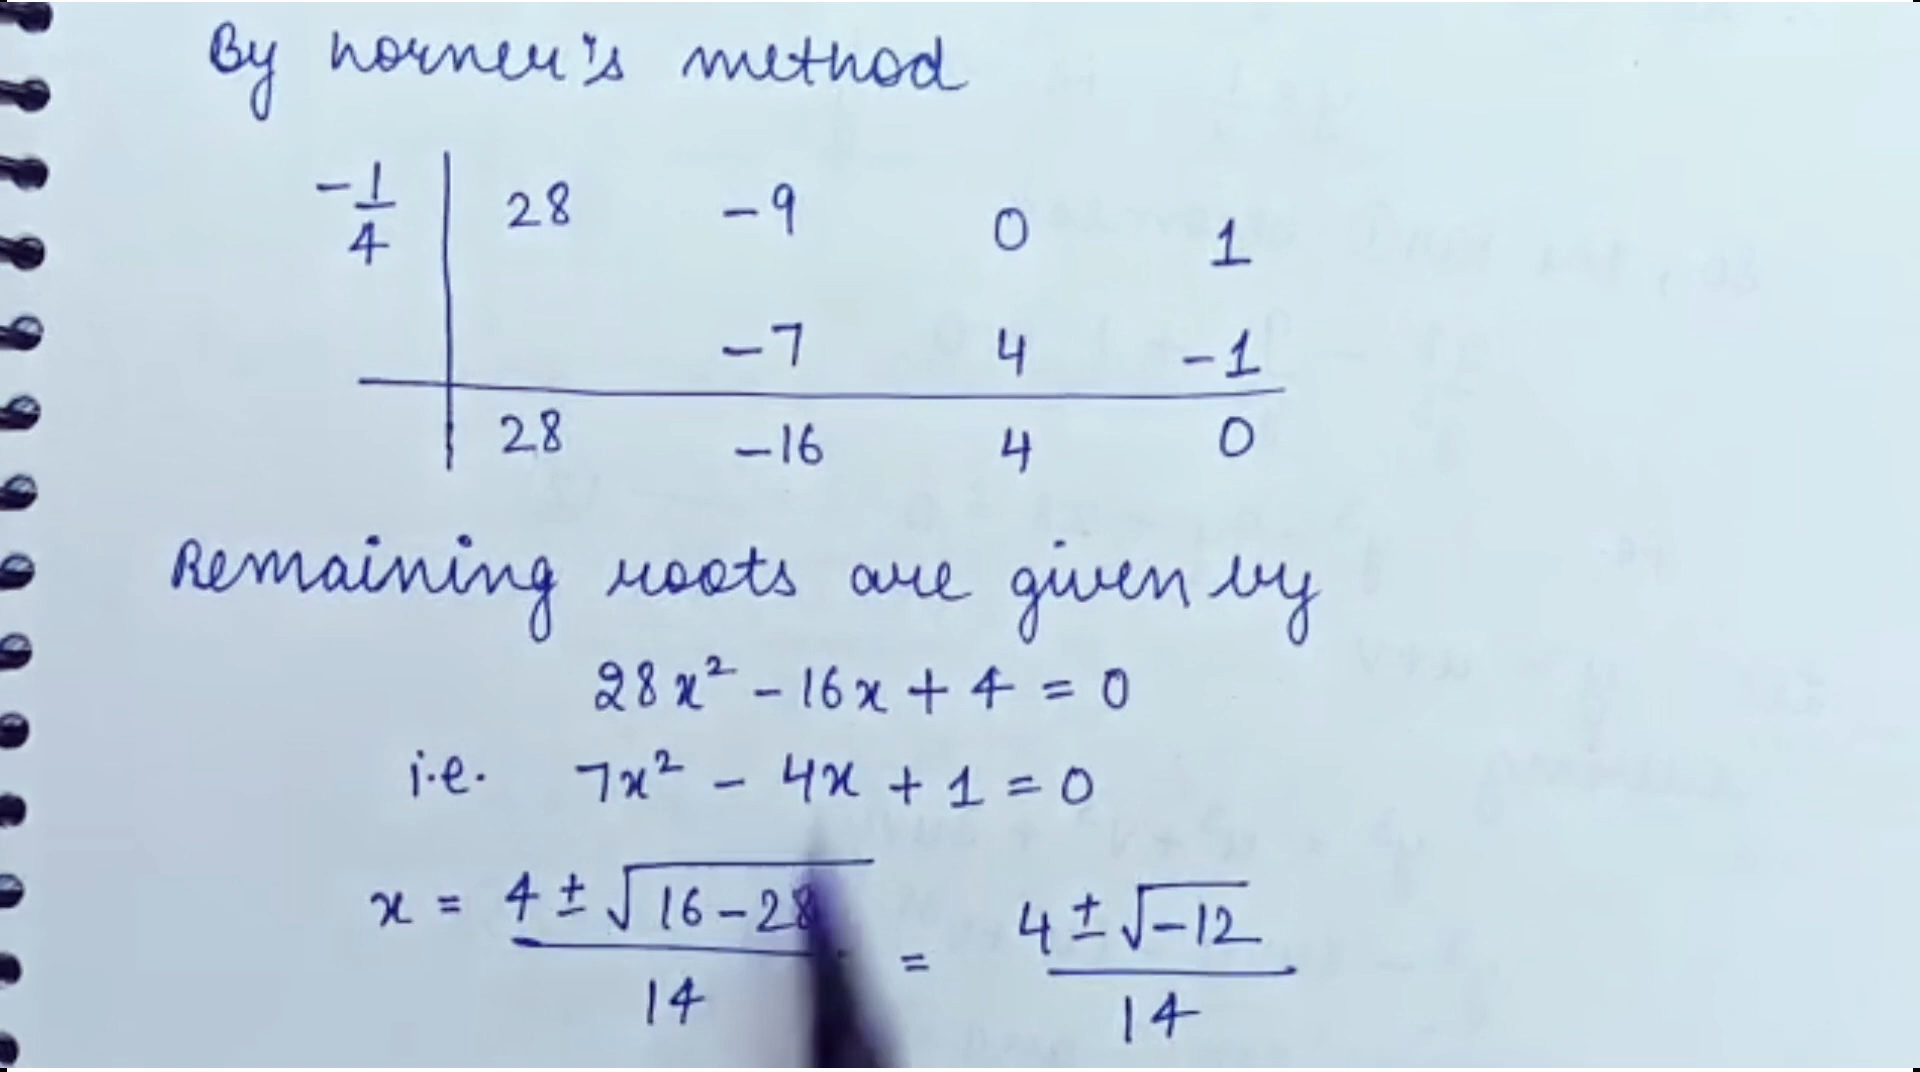 By horner's method
-1/4 | 28 -9 0 1
-7 4 -1
28 -16 4 0
Remaining roots are given by
28x² - 16x + 4 = 0
i.e. 7x² - 4x + 1 = 0
x = (4 ± √(16-28))/14 = (4 ± √(-12))/14